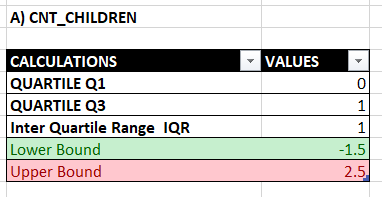 A) CNT_CHILDREN
CALCULATIONS VALUES
QUARTILE Q1 0
QUARTILE Q3 1
Inter Quartile Range IQR 1
Lower Bound -1.5
Upper Bound 2.5